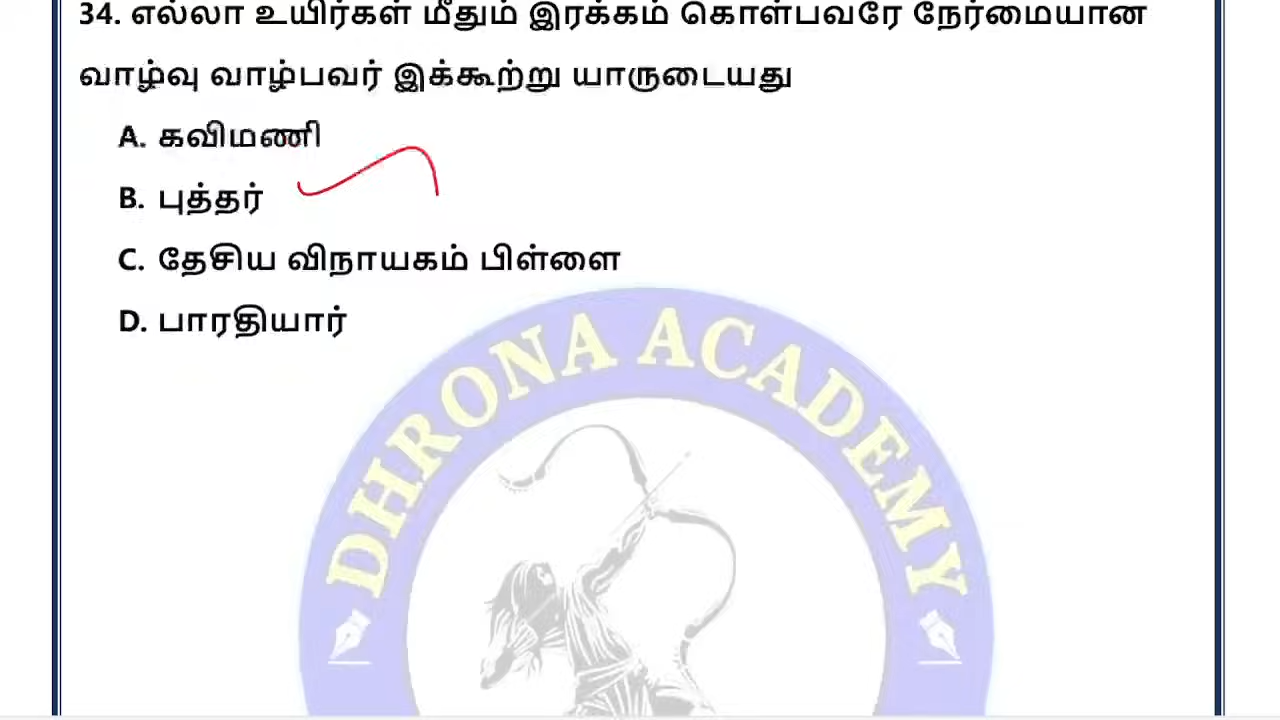 34. எல்லா உயிர்கள் மீதும் இரக்கம் கொள்பவரே நேர்மையான
வாழ்வு வாழ்பவர் இக்கூற்று யாருடையது
A. கவிமணி
B. புத்தர்
C. தேசிய விநாயகம் பிள்ளை
D. பாரதியார்
DHRONA ACADEMY